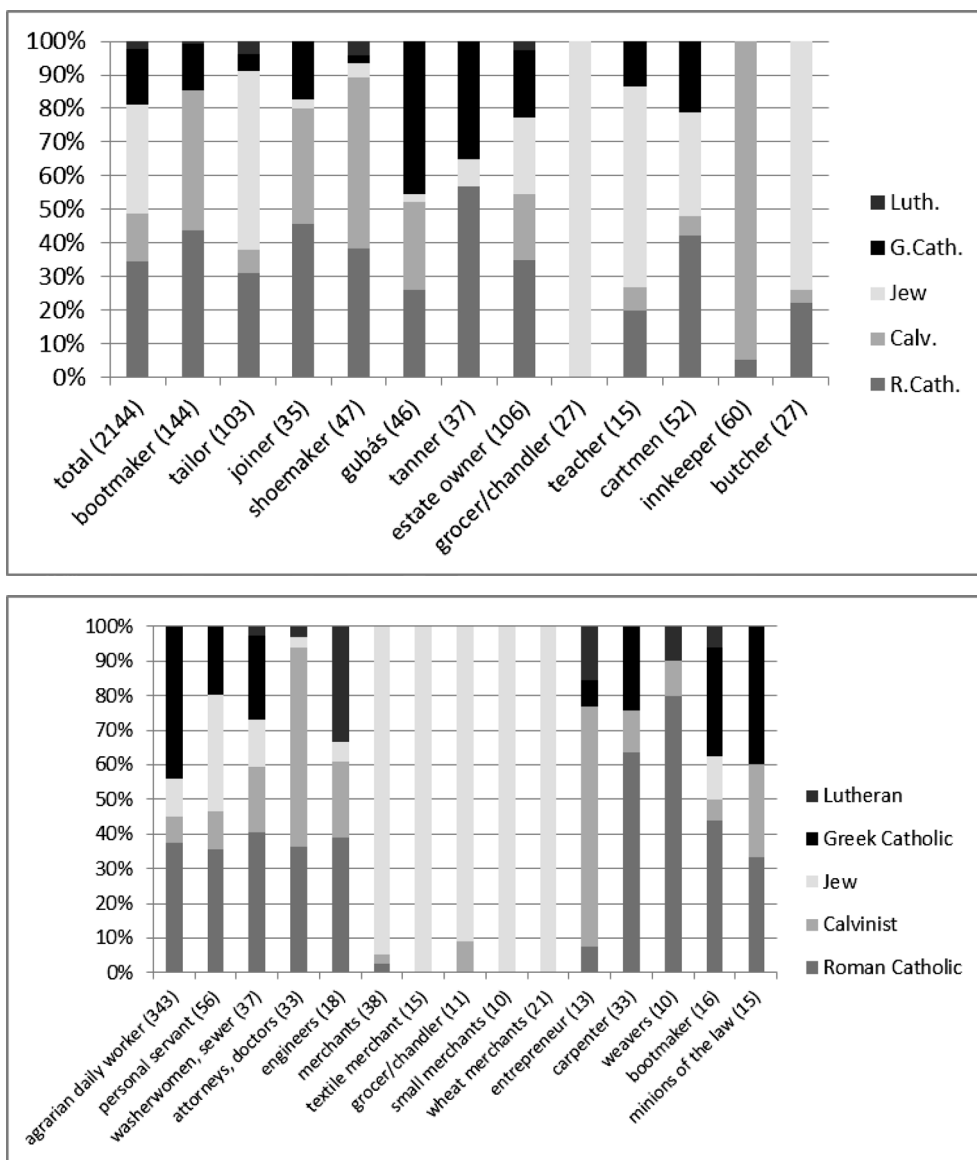 100%
90%
80%
70%
60%
50%
40%
30%
20%
10%
0%
total (2144)
bootmaker (144)
tailor (103)
joiner (35)
shoemaker (47)
gubás (46)
tanner (37)
estate owner (106)
grocer/chandler (27)
teacher (15)
cartmen (52)
innkeeper (60)
butcher (27)
Luth.
G.Cath.
Jew
Calv.
R.Cath.
100%
90%
80%
70%
60%
50%
40%
30%
20%
10%
0%
agrarian daily worker (343)
personal servant (56)
washerwomen, sewer (37)
attorneys, doctors (33)
engineers (18)
merchants (38)
textile merchant (15)
grocer/chandler (11)
small merchants (10)
wheat merchants (21)
entrepreneur (13)
carpenter (33)
weavers (10)
bootmaker (16)
minions of the law (15)
Lutheran
Greek Catholic
Jew
Calvinist
Roman Catholic